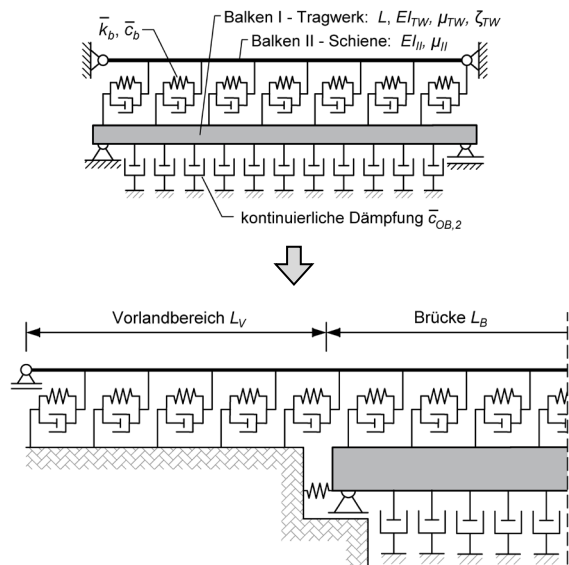 k̅b, c̅b
Balken I - Tragwerk: L, EITW, μTW, ζTW
Balken II - Schiene: EIII, μII
kontinuierliche Dämpfung c̅OB,2
Vorlandbereich LV
Brücke LB